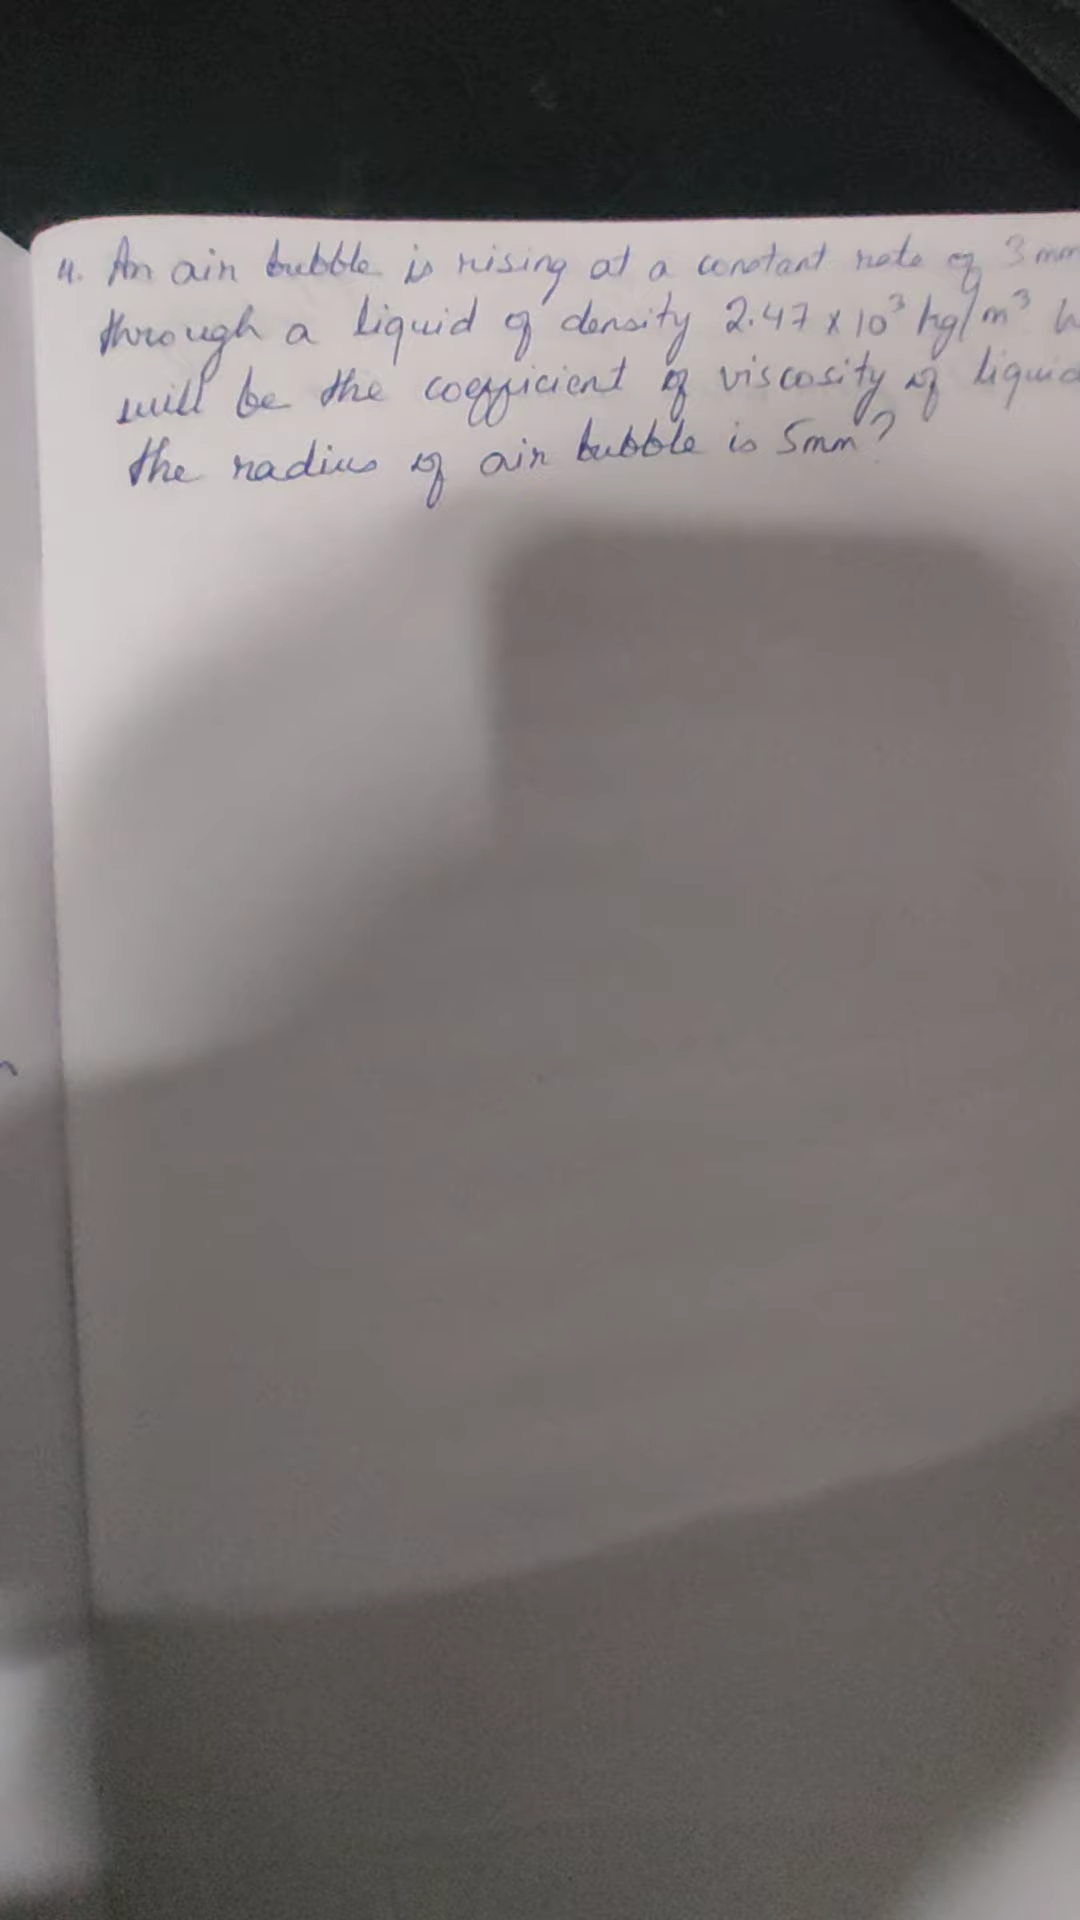 4. An air bubble is rising at a constant rate of 3 mm
through a liquid of density 2.47 x 10³ kg/m³
will be the coefficient of viscosity of liquid
the radius of air bubble is 5mm?